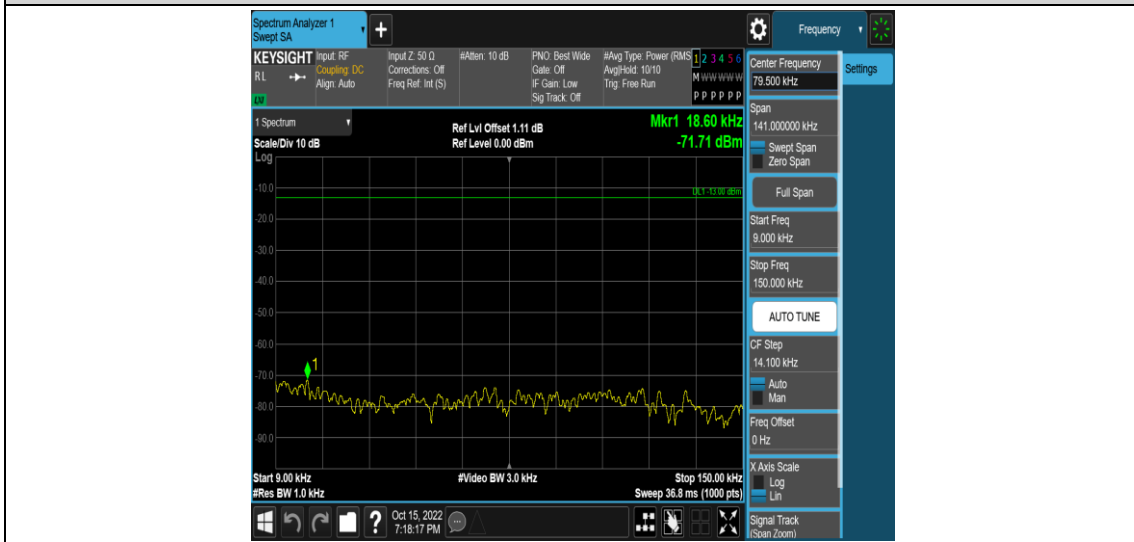 Spectrum Analyzer 1
Swept SA
+
Frequency
KEYSIGHT
RL
Input: RF
Coupling: DC
Align: Auto
Input Z: 50 Ω
Corrections: Off
Freq Ref: Int (S)
#Atten: 10 dB
PNO: Best Wide
Gate: Off
IF Gain: Low
Sig Track: Off
#Avg Type: Power (RMS
Avg|Hold: 10/10
Trig: Free Run
1 2 3 4 5 6
M W W W W W
P P P P P P
1 Spectrum
Scale/Div 10 dB
Log
Ref Lvl Offset 1.11 dB
Ref Level 0.00 dBm
Mkr1 18.60 kHz
-71.71 dBm
DL1 -13.00 dBm
-10.0
-20.0
-30.0
-40.0
-50.0
-60.0
-70.0
-80.0
-90.0
1
Start 9.00 kHz
#Res BW 1.0 kHz
#Video BW 3.0 kHz
Stop 150.00 kHz
Sweep 36.8 ms (1000 pts)
?
Oct 15, 2022
7:18:17 PM
Center Frequency
79.500 kHz
Settings
Span
141.000000 kHz
Swept Span
Zero Span
Full Span
Start Freq
9.000 kHz
Stop Freq
150.000 kHz
AUTO TUNE
CF Step
14.100 kHz
Auto
Man
Freq Offset
0 Hz
X Axis Scale
Log
Lin
Signal Track
(Span Zoom)